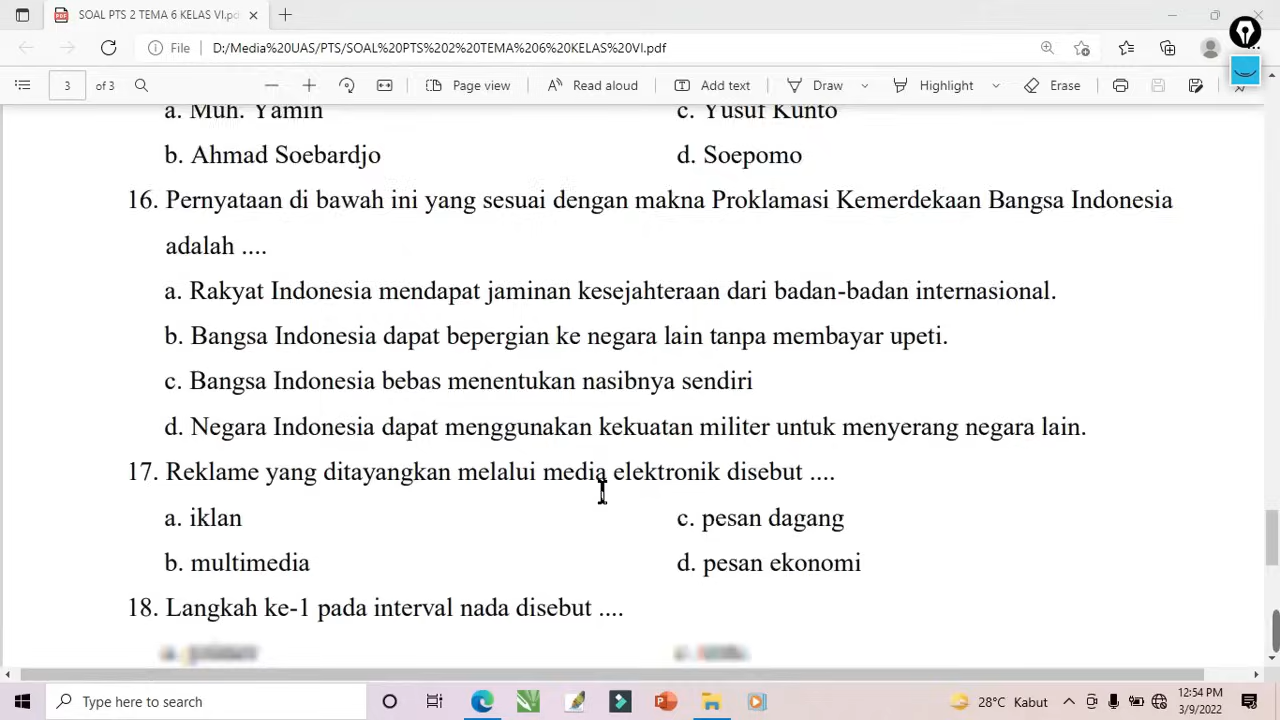 SOAL PTS 2 TEMA 6 KELAS VI.pd
File D:/Media%20UAS/PTS/SOAL%20PTS%202%20TEMA%206%20KELAS%20VI.pdf
3 of 3 Page view Read aloud Add text Draw Highlight Erase
a. Muh. Yamin c. Yusuf Kunto
b. Ahmad Soebardjo d. Soepomo
16. Pernyataan di bawah ini yang sesuai dengan makna Proklamasi Kemerdekaan Bangsa Indonesia
adalah ....
a. Rakyat Indonesia mendapat jaminan kesejahteraan dari badan-badan internasional.
b. Bangsa Indonesia dapat bepergian ke negara lain tanpa membayar upeti.
c. Bangsa Indonesia bebas menentukan nasibnya sendiri
d. Negara Indonesia dapat menggunakan kekuatan militer untuk menyerang negara lain.
17. Reklame yang ditayangkan melalui media elektronik disebut ....
a. iklan c. pesan dagang
b. multimedia d. pesan ekonomi
18. Langkah ke-1 pada interval nada disebut ....
Type here to search 28°C Kabut 12:54 PM
3/9/2022